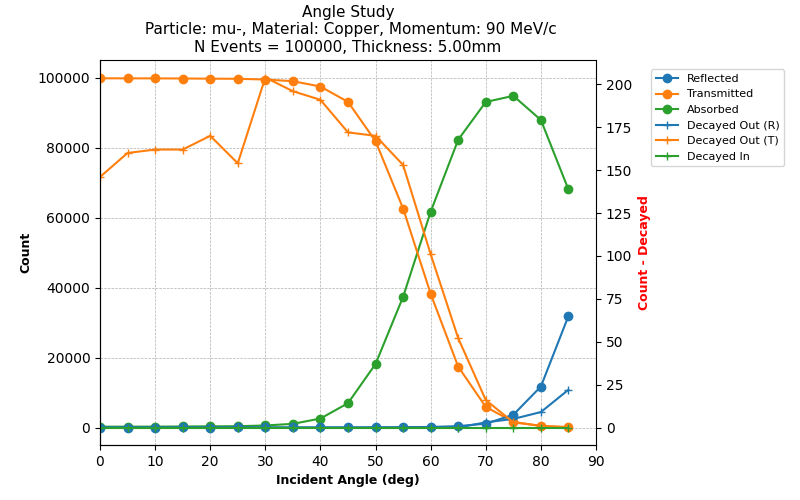 Angle Study
Particle: mu-, Material: Copper, Momentum: 90 MeV/c
N Events = 100000, Thickness: 5.00mm
100000
80000
60000
40000
20000
0
Count
0 10 20 30 40 50 60 70 80 90
Incident Angle (deg)
200
175
150
125
100
75
50
25
0
Count - Decayed
Reflected
Transmitted
Absorbed
Decayed Out (R)
Decayed Out (T)
Decayed In